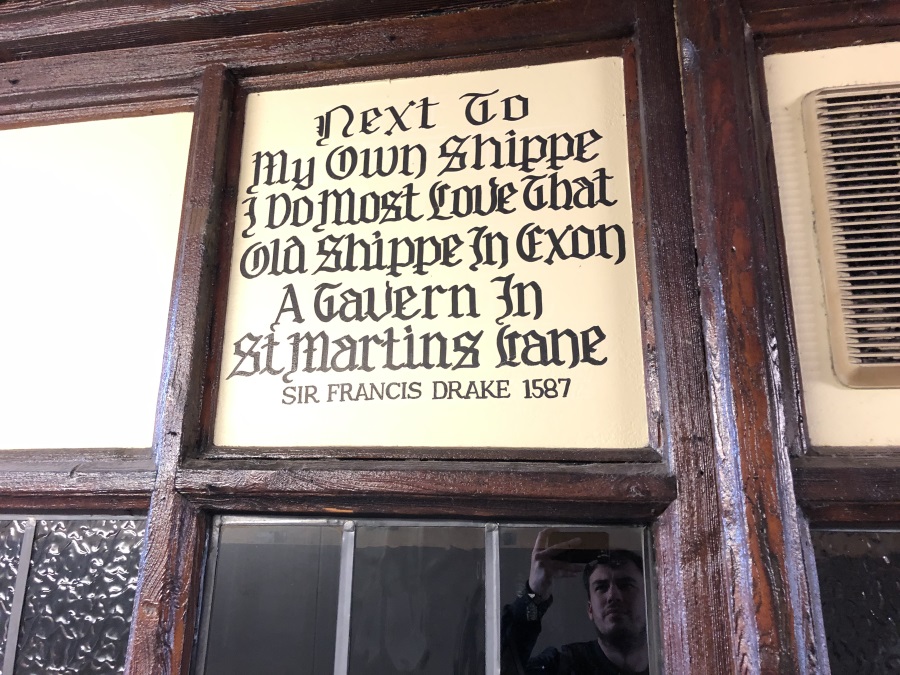 Next To
My Own Shippe
I Do Most Love That
Old Shippe In Exon
A Tavern In
St Martins Lane
SIR FRANCIS DRAKE 1587